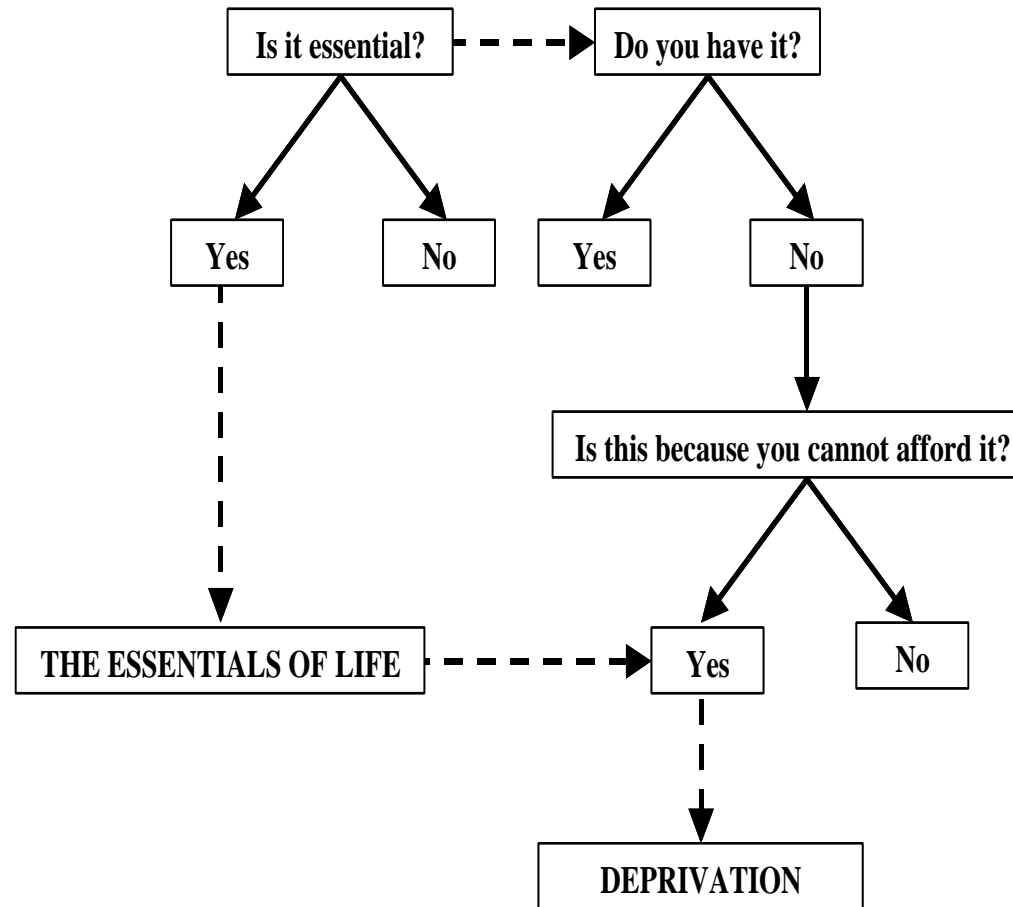 Is it essential?
Do you have it?
Yes
No
Yes
No
Is this because you cannot afford it?
THE ESSENTIALS OF LIFE
Yes
No
DEPRIVATION